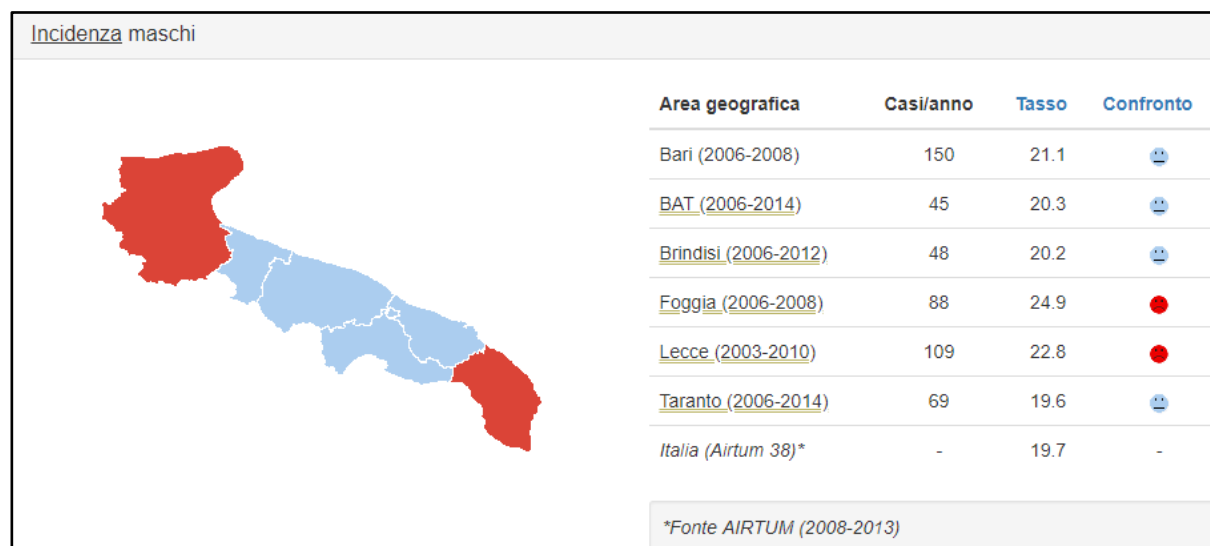 Incidenza maschi
Area geografica Casi/anno Tasso Confronto
Bari (2006-2008) 150 21.1
BAT (2006-2014) 45 20.3
Brindisi (2006-2012) 48 20.2
Foggia (2006-2008) 88 24.9
Lecce (2003-2010) 109 22.8
Taranto (2006-2014) 69 19.6
Italia (Airtum 38)* - 19.7 -
*Fonte AIRTUM (2008-2013)